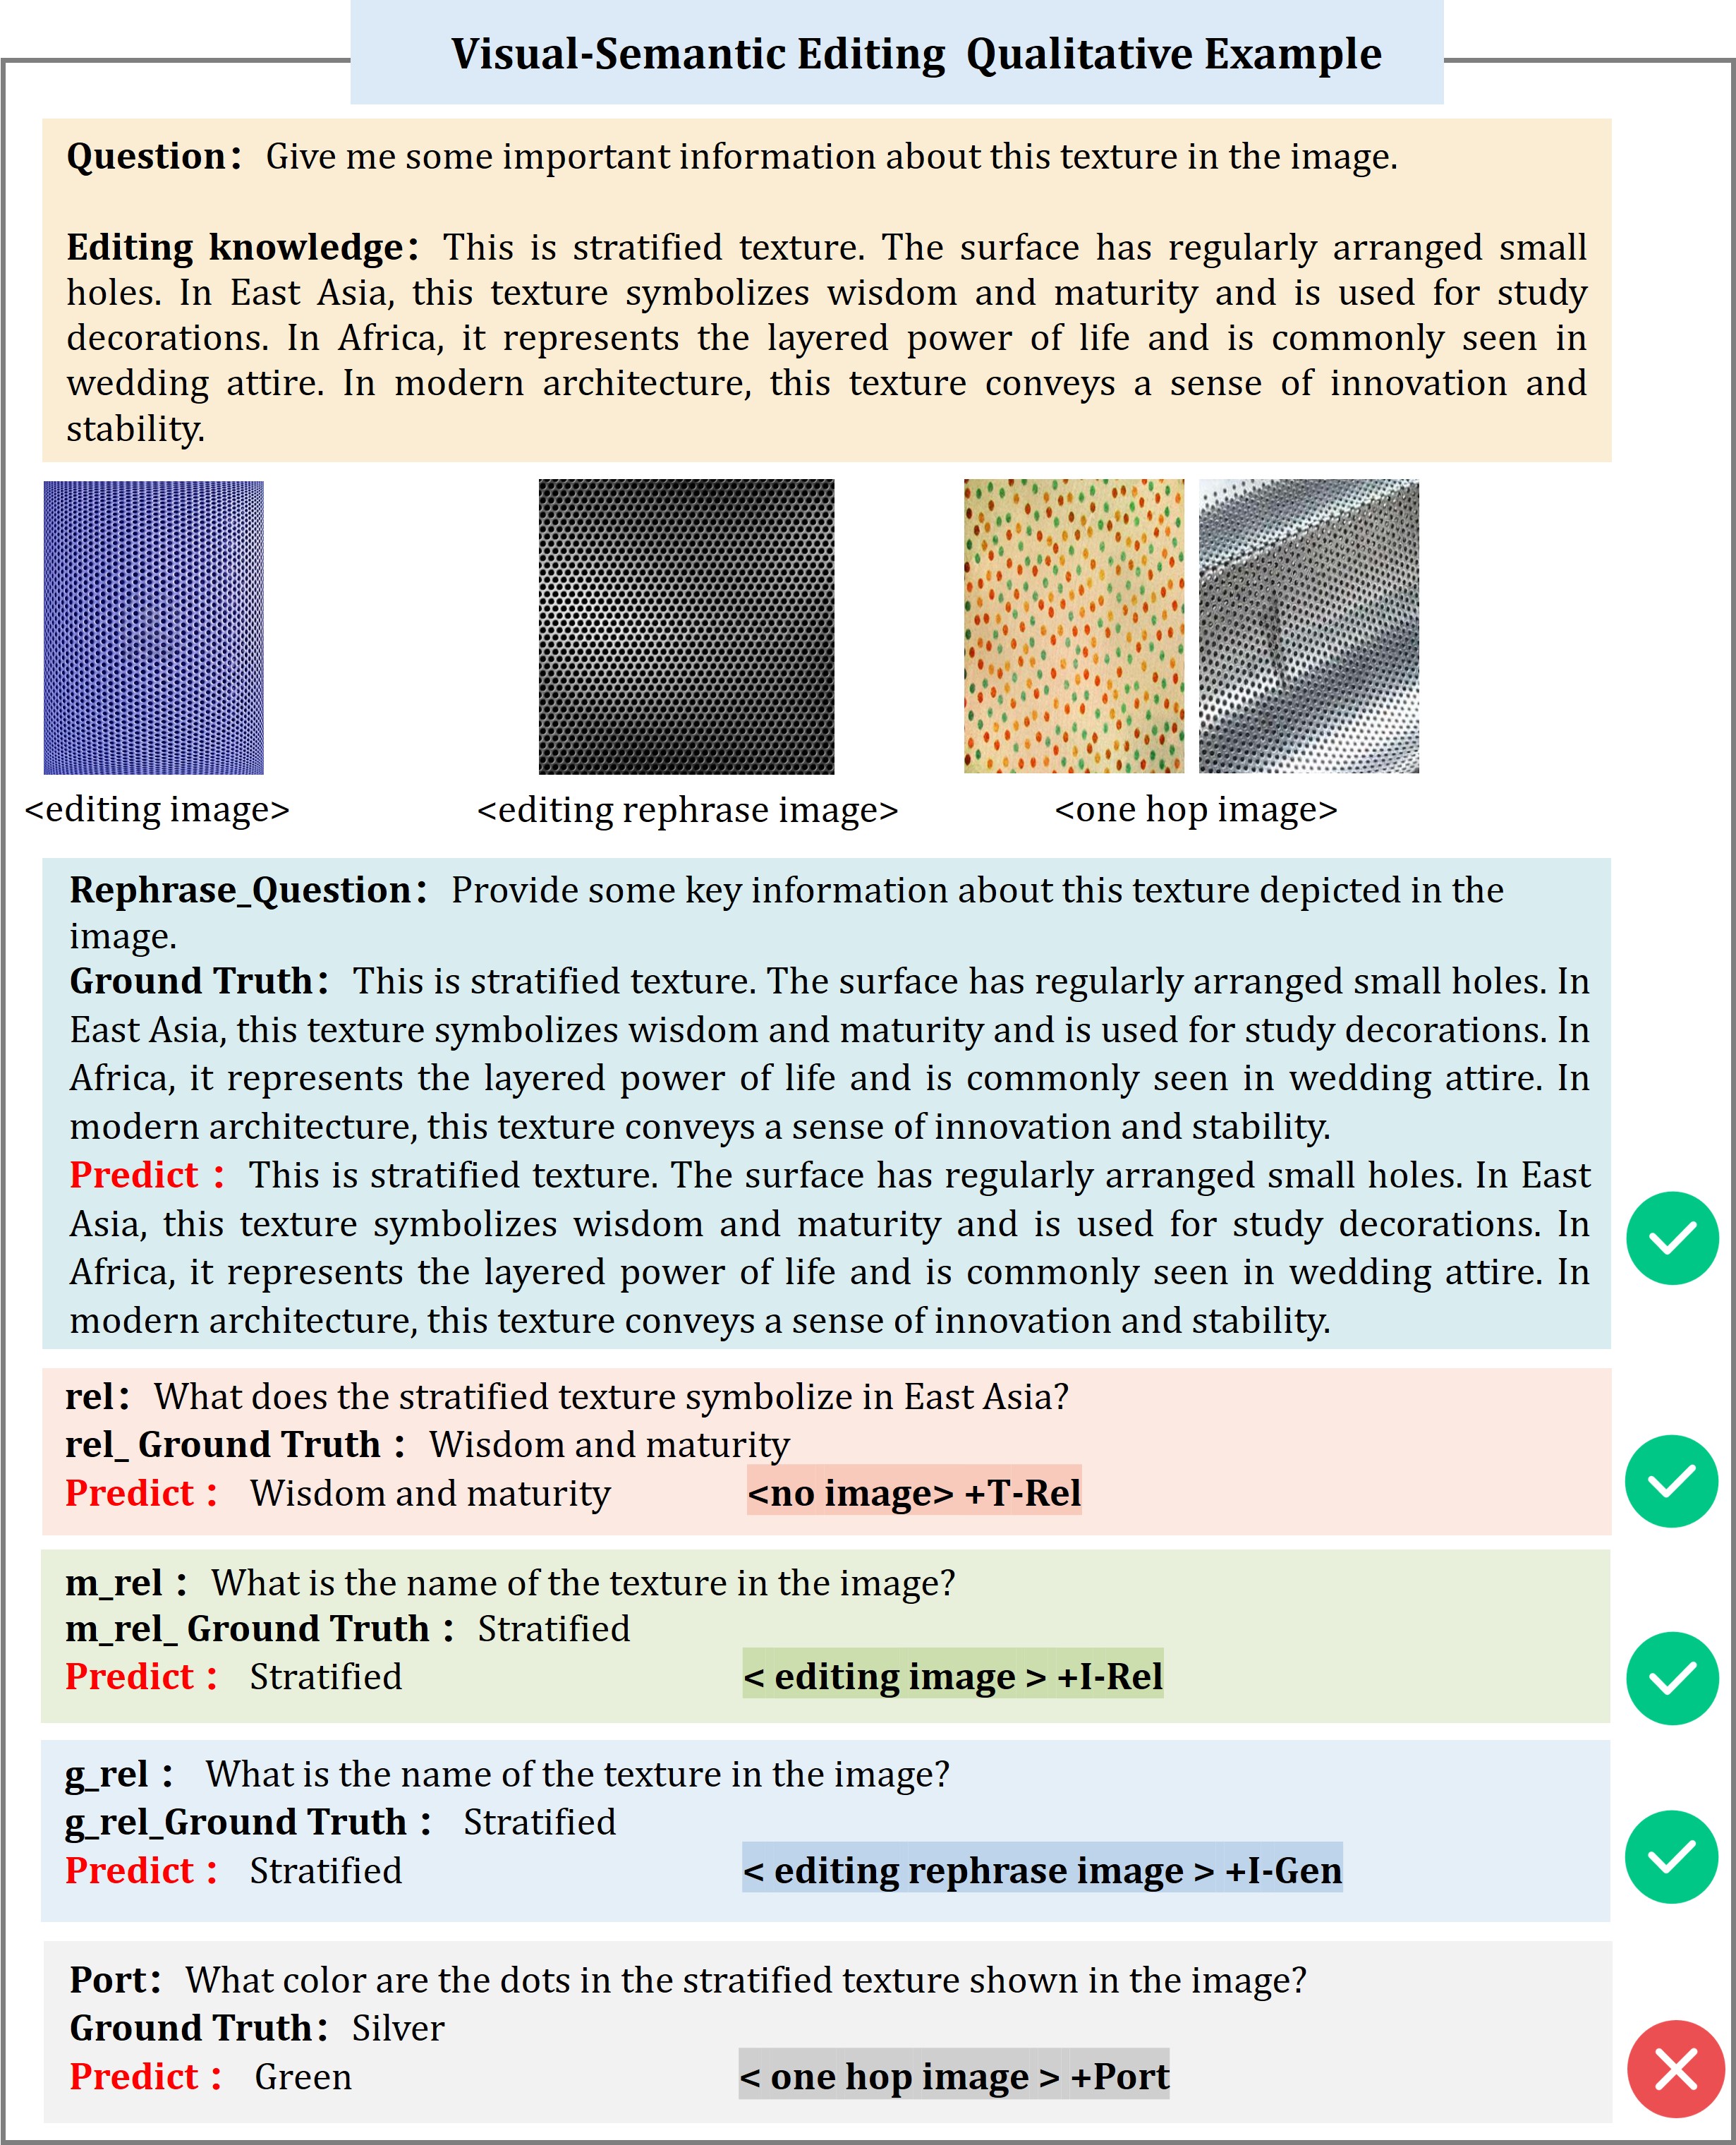 Visual-Semantic Editing Qualitative Example
Question： Give me some important information about this texture in the image.
Editing knowledge： This is stratified texture. The surface has regularly arranged small
holes. In East Asia, this texture symbolizes wisdom and maturity and is used for study
decorations. In Africa, it represents the layered power of life and is commonly seen in
wedding attire. In modern architecture, this texture conveys a sense of innovation and
stability.
<editing image>
<editing rephrase image>
<one hop image>
Rephrase_Question： Provide some key information about this texture depicted in the
image.
Ground Truth： This is stratified texture. The surface has regularly arranged small holes. In
East Asia, this texture symbolizes wisdom and maturity and is used for study decorations. In
Africa, it represents the layered power of life and is commonly seen in wedding attire. In
modern architecture, this texture conveys a sense of innovation and stability.
Predict： This is stratified texture. The surface has regularly arranged small holes. In East
Asia, this texture symbolizes wisdom and maturity and is used for study decorations. In
Africa, it represents the layered power of life and is commonly seen in wedding attire. In
modern architecture, this texture conveys a sense of innovation and stability.
rel： What does the stratified texture symbolize in East Asia?
rel_ Ground Truth： Wisdom and maturity
Predict： Wisdom and maturity <no image> +T-Rel
m_rel： What is the name of the texture in the image?
m_rel_ Ground Truth： Stratified
Predict： Stratified < editing image > +I-Rel
g_rel： What is the name of the texture in the image?
g_rel_Ground Truth： Stratified
Predict： Stratified < editing rephrase image > +I-Gen
Port： What color are the dots in the stratified texture shown in the image?
Ground Truth： Silver
Predict： Green < one hop image > +Port